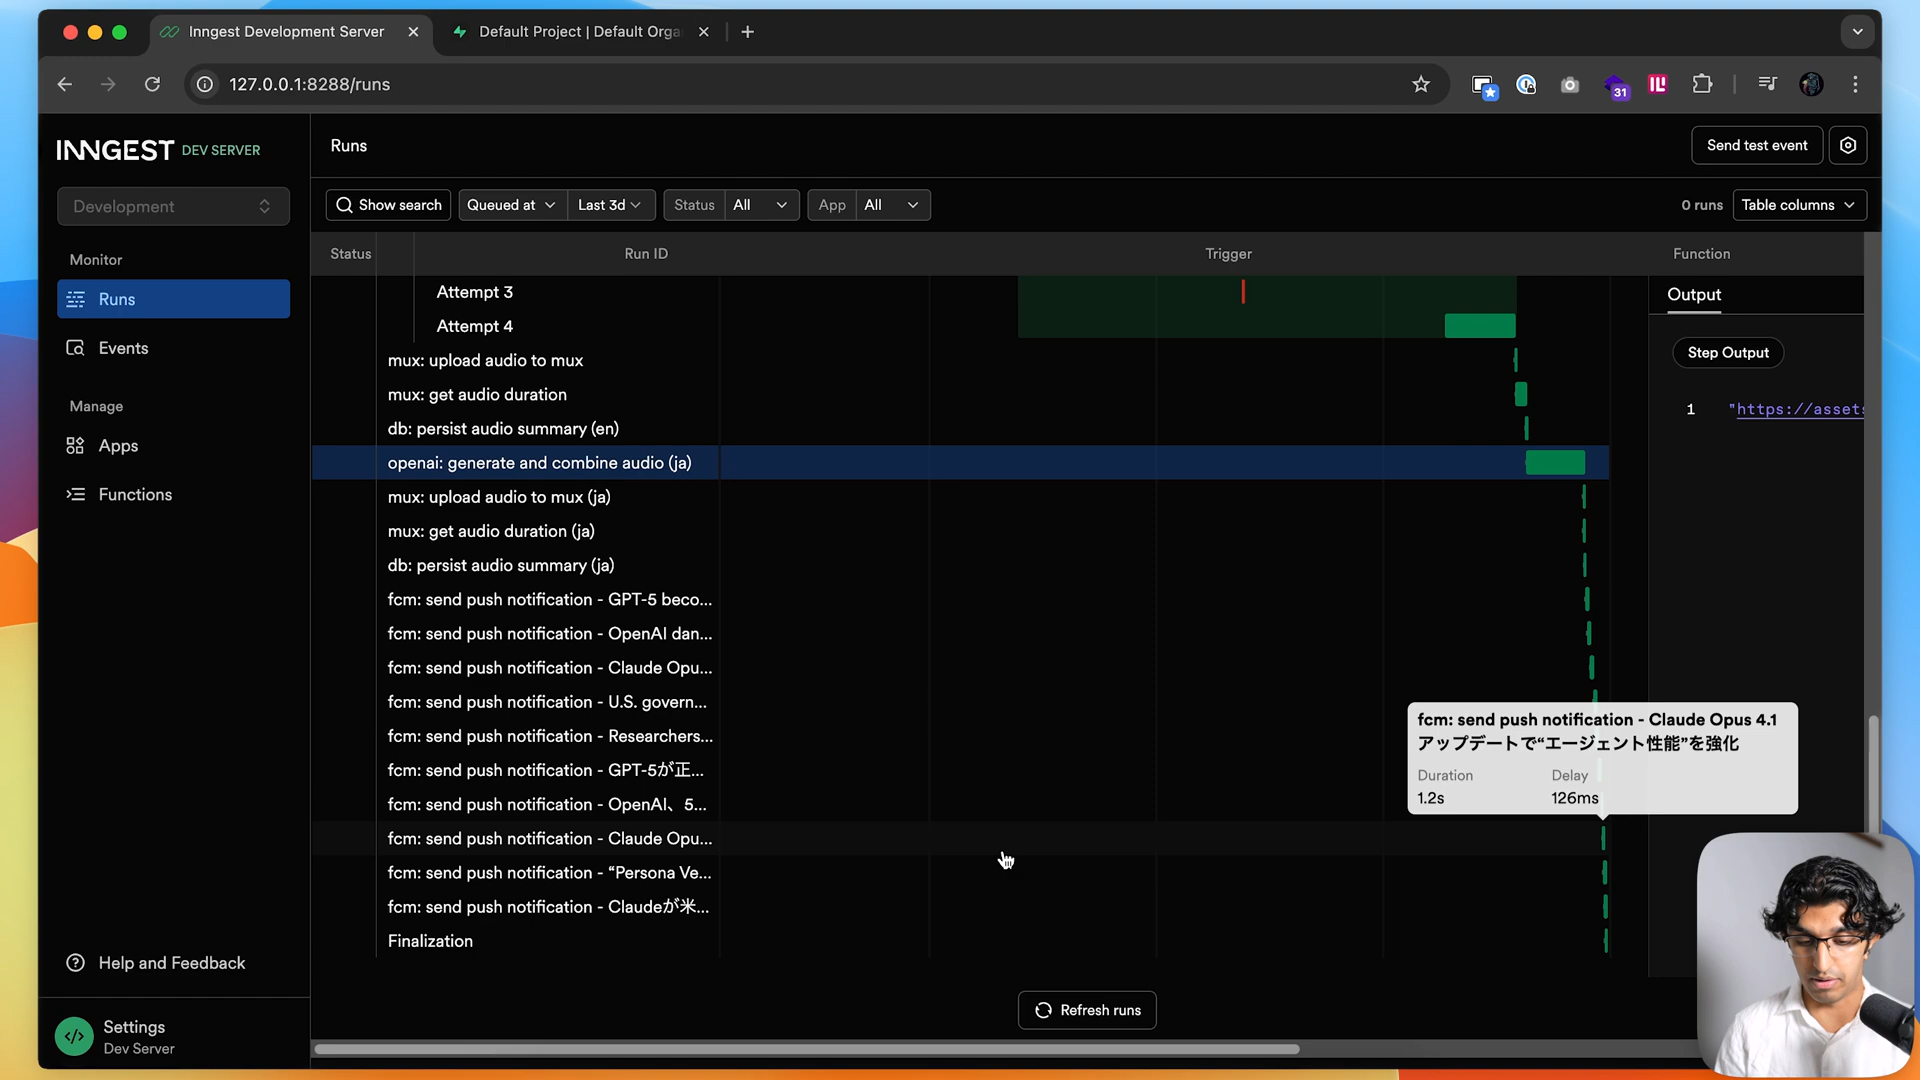 Inngest Development Server
Default Project | Default Orga
127.0.0.1:8288/runs
31
INNGEST DEV SERVER
Development
Monitor
Runs
Events
Manage
Apps
Functions
Help and Feedback
Settings
Dev Server
Runs
Send test event
Show search
Queued at
Last 3d
Status
All
App
All
0 runs
Table columns
Status
Run ID
Trigger
Function
Attempt 3
Attempt 4
mux: upload audio to mux
mux: get audio duration
db: persist audio summary (en)
openai: generate and combine audio (ja)
mux: upload audio to mux (ja)
mux: get audio duration (ja)
db: persist audio summary (ja)
fcm: send push notification - GPT-5 beco...
fcm: send push notification - OpenAI dan...
fcm: send push notification - Claude Opu...
fcm: send push notification - U.S. govern...
fcm: send push notification - Researchers...
fcm: send push notification - GPT-5が正...
fcm: send push notification - OpenAI、5...
fcm: send push notification - Claude Opu...
fcm: send push notification - “Persona Ve...
fcm: send push notification - Claudeが米...
Finalization
Output
Step Output
1 "https://assets
fcm: send push notification - Claude Opus 4.1
アップデートで“エージェント性能”を強化
Duration Delay
1.2s 126ms
Refresh runs